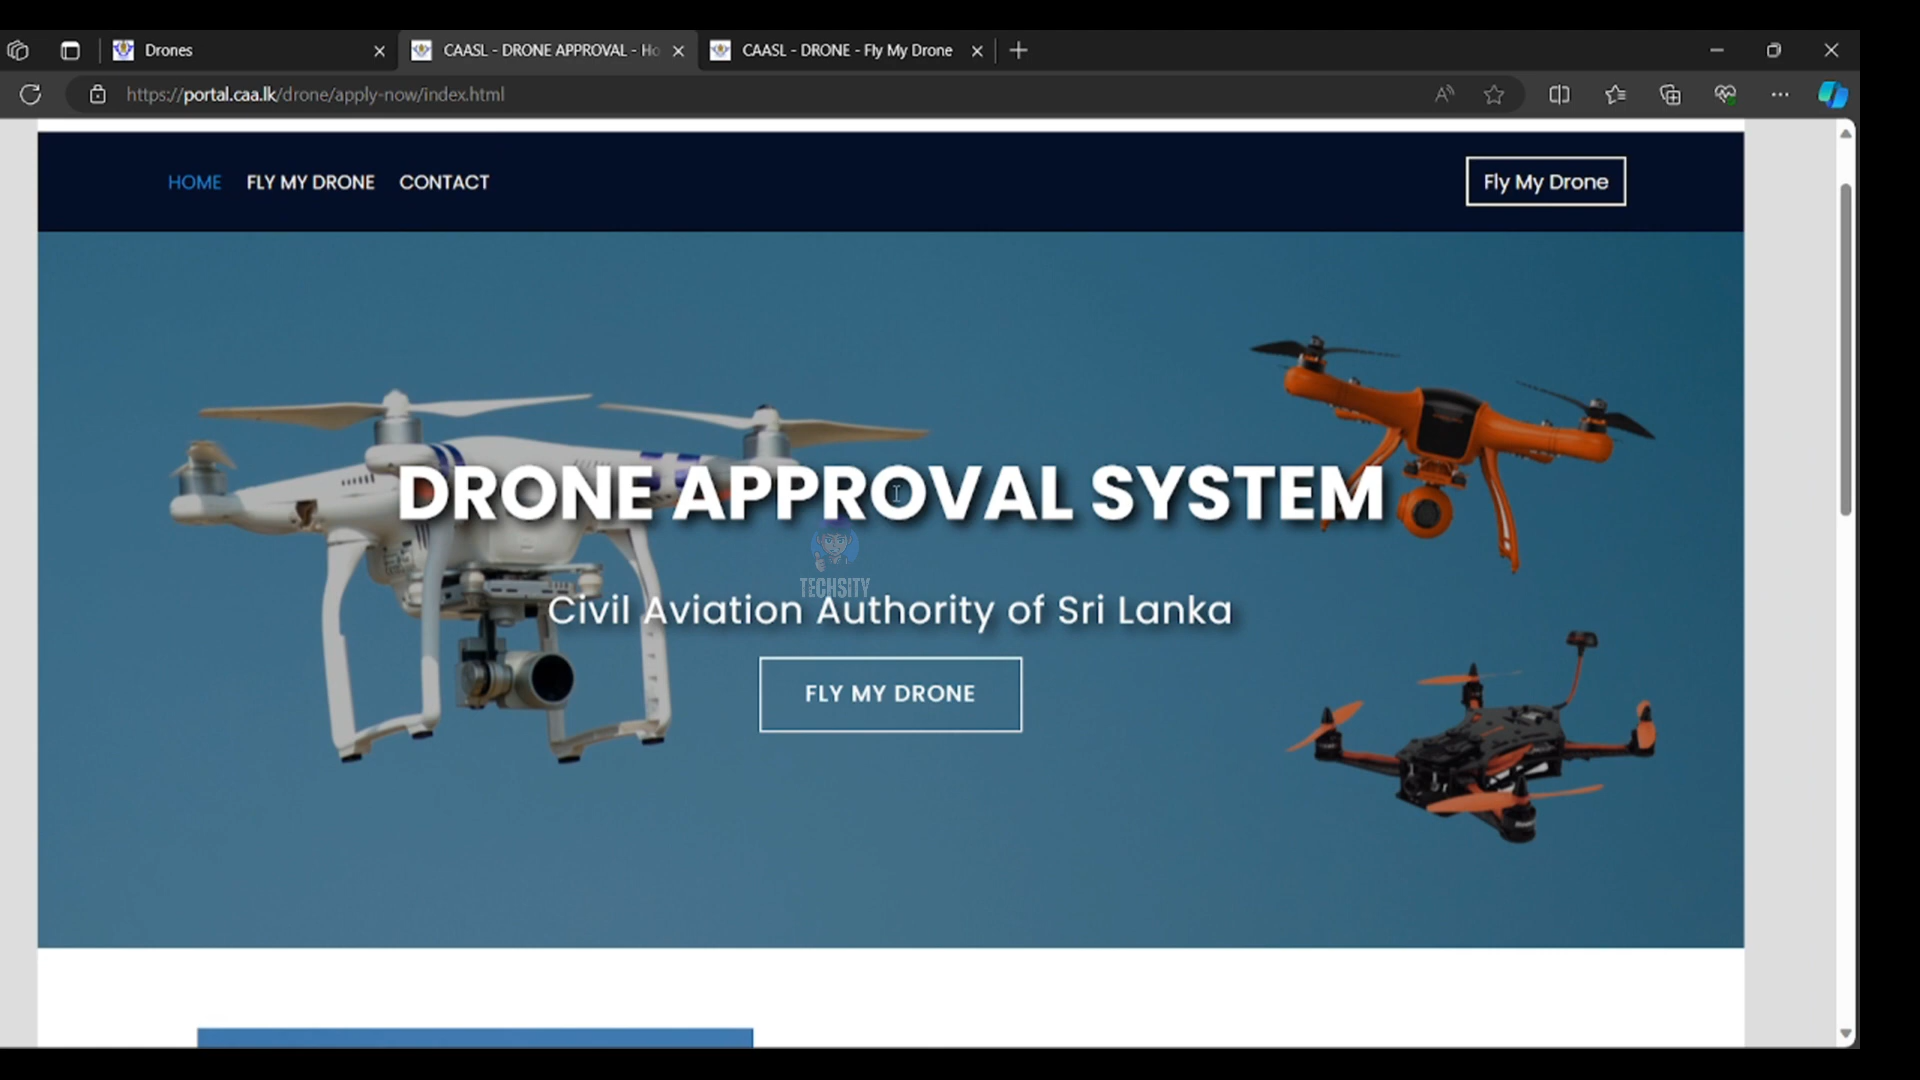 Drones
CAASL - DRONE APPROVAL - Ho
CAASL - DRONE - Fly My Drone
https://portal.caa.lk/drone/apply-now/index.html
HOME FLY MY DRONE CONTACT
Fly My Drone
DRONE APPROVAL SYSTEM
TECHSITY
Civil Aviation Authority of Sri Lanka
FLY MY DRONE